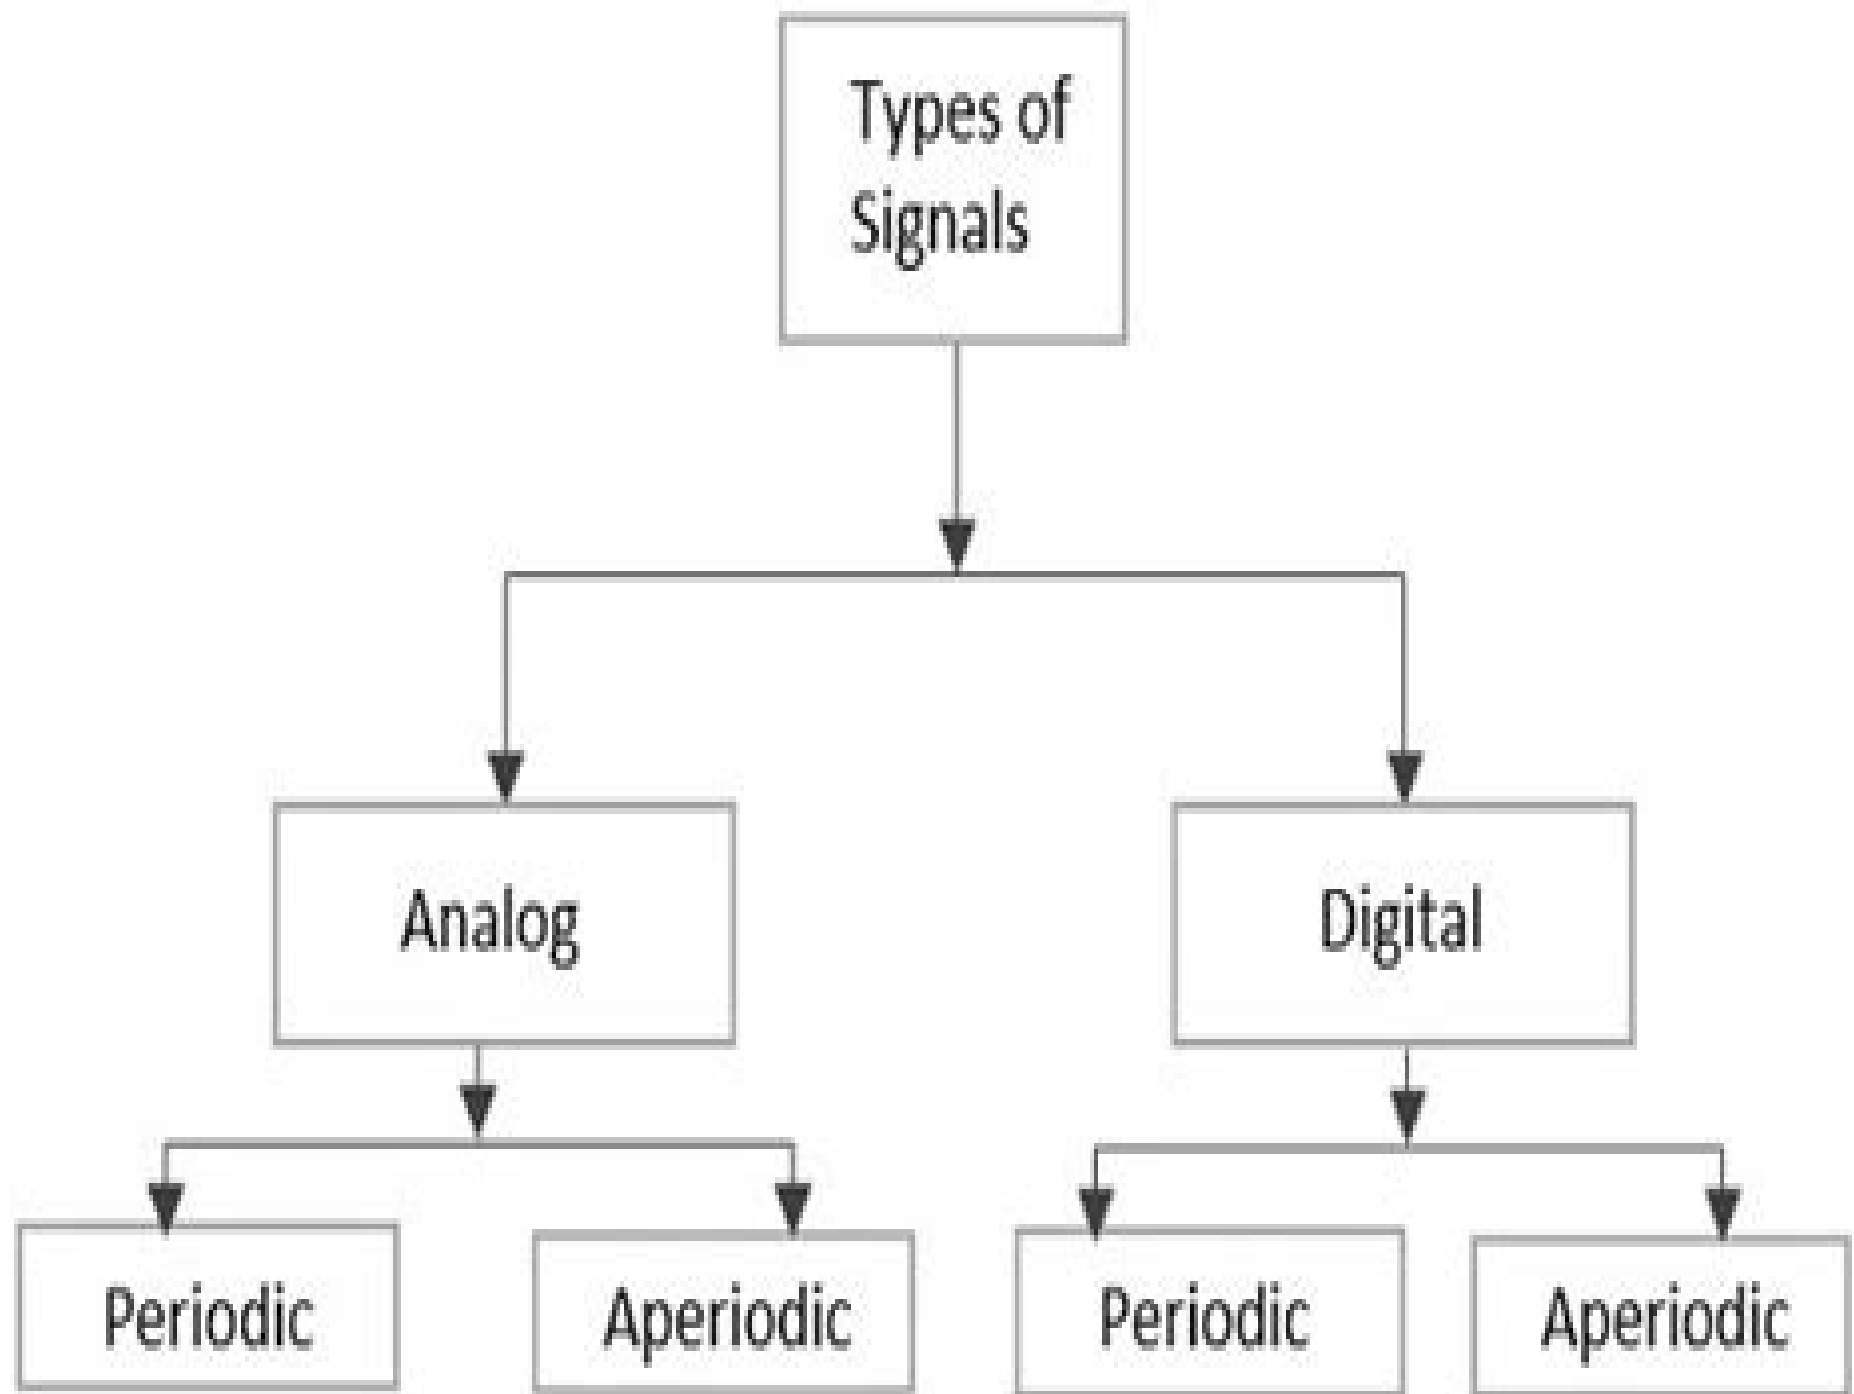 Types of
Signals
Analog
Digital
Periodic
Aperiodic
Periodic
Aperiodic